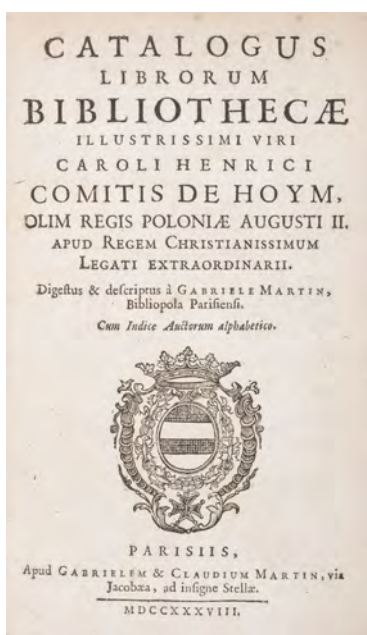 CATALOGUS
LIBRORUM
BIBLIOTHECÆ
ILLUSTRISSIMI VIRI
CAROLI HENRICI
COMITIS DE HOYM,
OLIM REGIS POLONIÆ AUGUSTI II.
APUD REGEM CHRISTIANISSIMUM
LEGATI EXTRAORDINARII.
Digestus & descriptus à GABRIELE MARTIN,
Bibliopola Parisiensi.
Cum Indice Auctorum alphabetico.
PARISIIS,
Apud GABRIELEM & CLAUDIUM MARTIN, via
Jacobæa, ad insigne Stellæ.
MDCCXXXVIII.